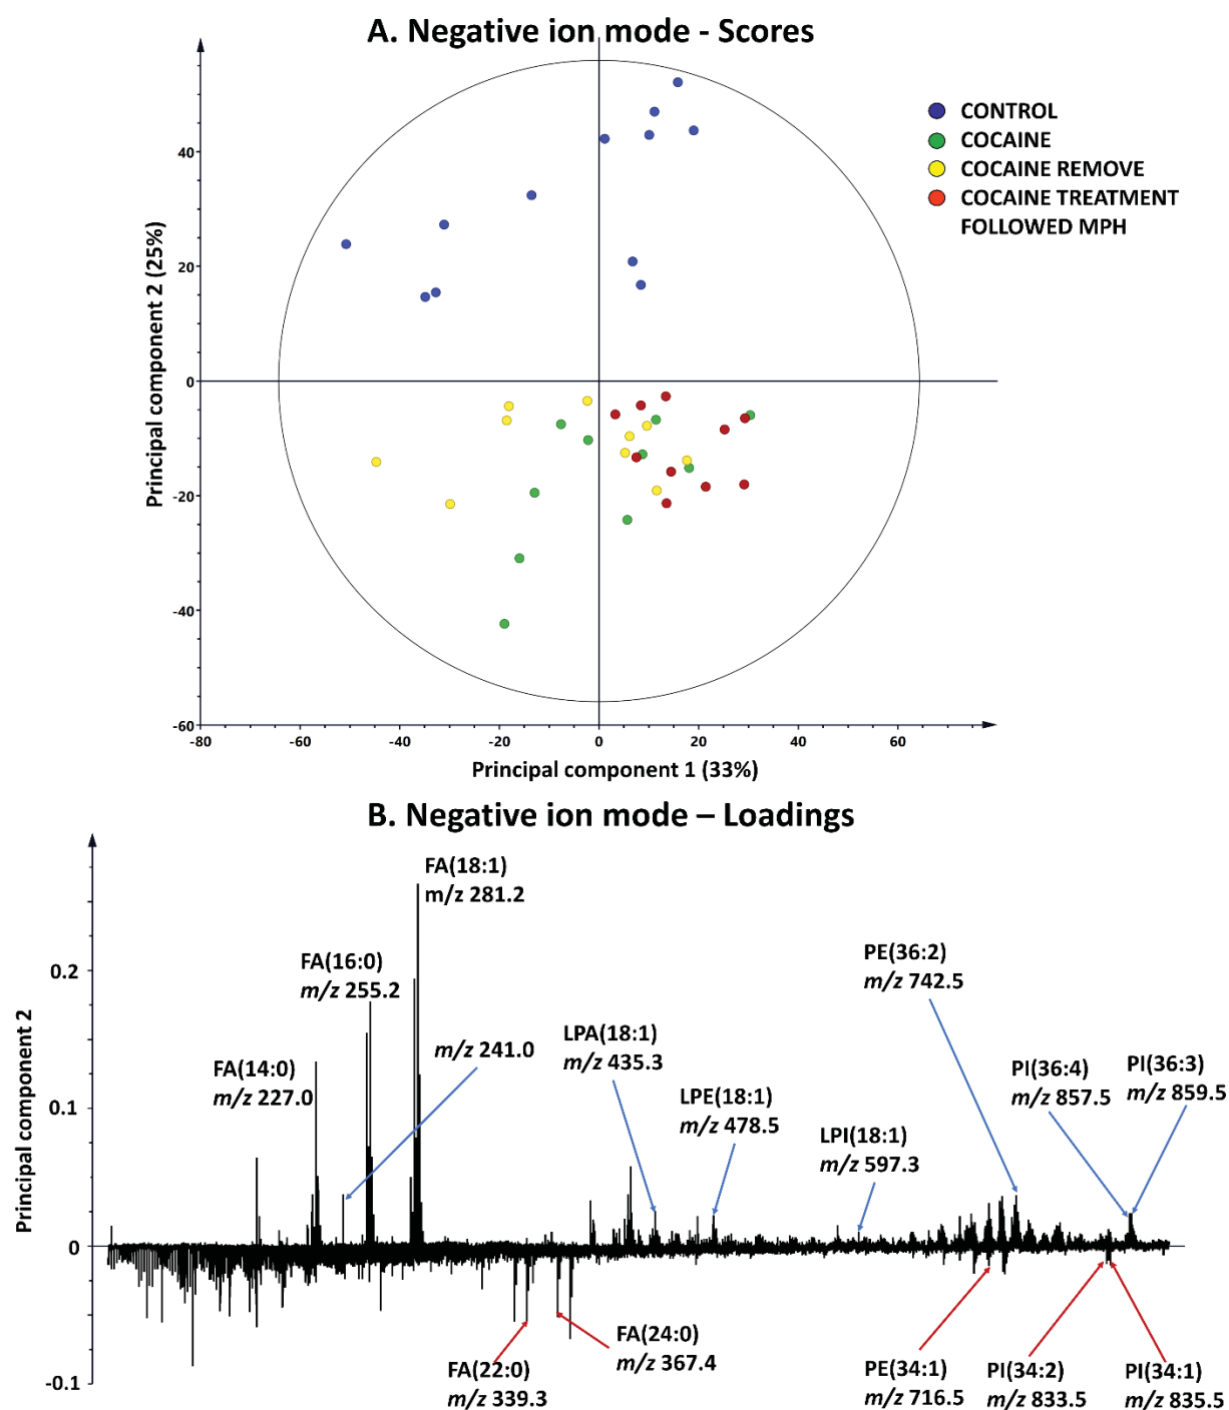 A. Negative ion mode - Scores
CONTROL
COCAINE
COCAINE REMOVE
COCAINE TREATMENT
FOLLOWED MPH
Principal component 2 (25%)
40
20
0
-20
-40
-60
-80
-60
-40
-20
0
20
40
60
Principal component 1 (33%)
B. Negative ion mode – Loadings
Principal component 2
0.2
0.1
0
-0.1
FA(18:1)
m/z 281.2
FA(16:0)
m/z 255.2
m/z 241.0
FA(14:0)
m/z 227.0
LPA(18:1)
m/z 435.3
LPE(18:1)
m/z 478.5
LPI(18:1)
m/z 597.3
PE(36:2)
m/z 742.5
PI(36:4)
m/z 857.5
PI(36:3)
m/z 859.5
FA(22:0)
m/z 339.3
FA(24:0)
m/z 367.4
PE(34:1)
m/z 716.5
PI(34:2)
m/z 833.5
PI(34:1)
m/z 835.5